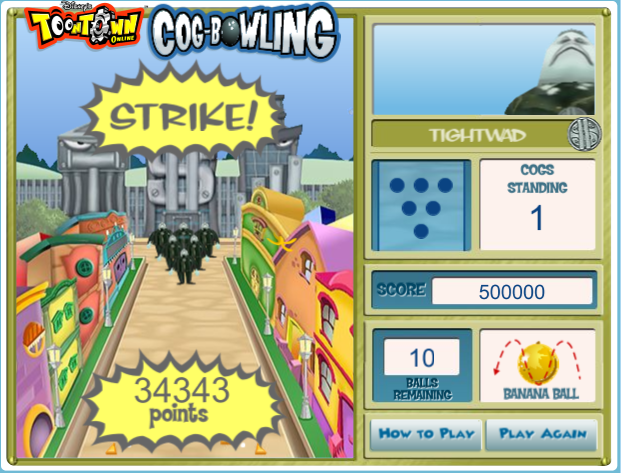 Disney's
TOONTOWN
ONLINE
COG-BOWLING
STRIKE!
34343
points
TIGHTWAD
COGS
STANDING
1
SCORE
500000
10
BALLS
REMAINING
BANANA BALL
HOW TO PLAY
PLAY AGAIN